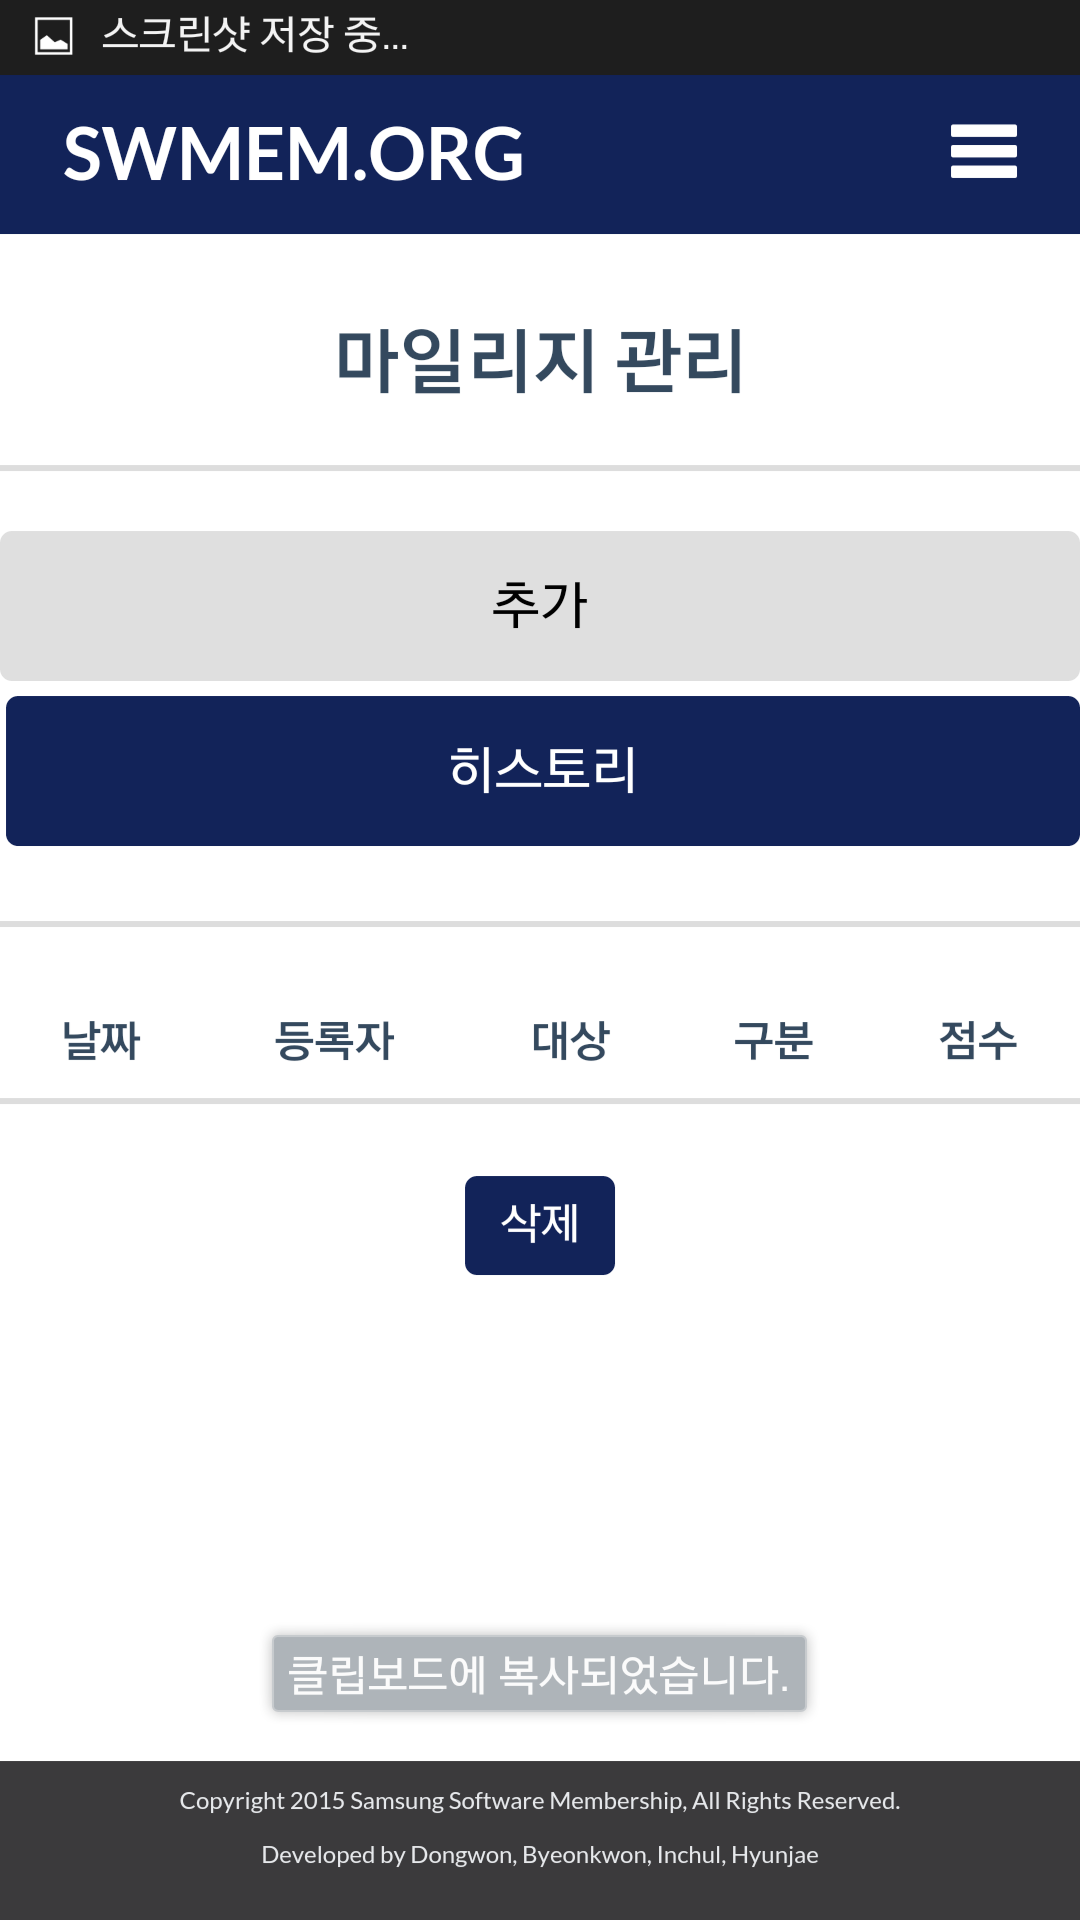 스크린샷 저장 중...
SWMEM.ORG
마일리지 관리
추가
히스토리
날짜 등록자 대상 구분 점수
삭제
클립보드에 복사되었습니다.
Copyright 2015 Samsung Software Membership, All Rights Reserved.
Developed by Dongwon, Byeonkwon, Inchul, Hyunjae